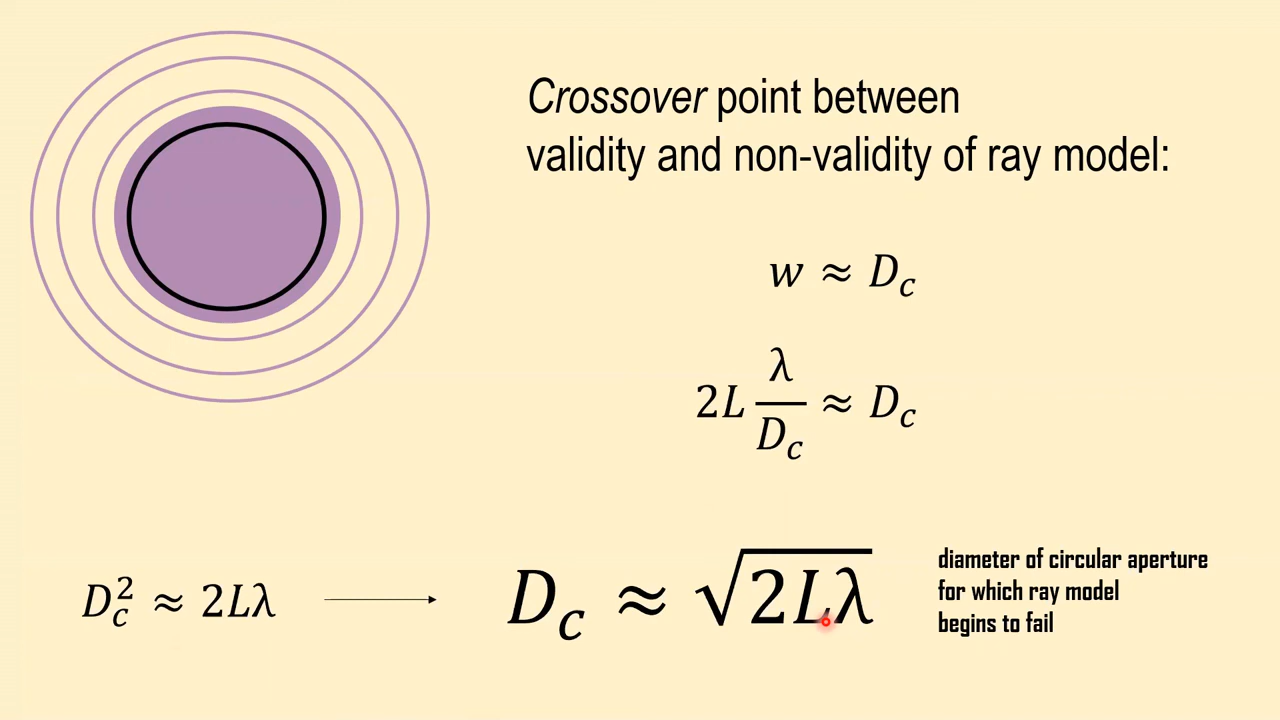 Crossover point between
validity and non-validity of ray model:
w ≈ D_c
2L λ/D_c ≈ D_c
D_c^2 ≈ 2Lλ
D_c ≈ √(2Lλ)
diameter of circular aperture
for which ray model
begins to fail